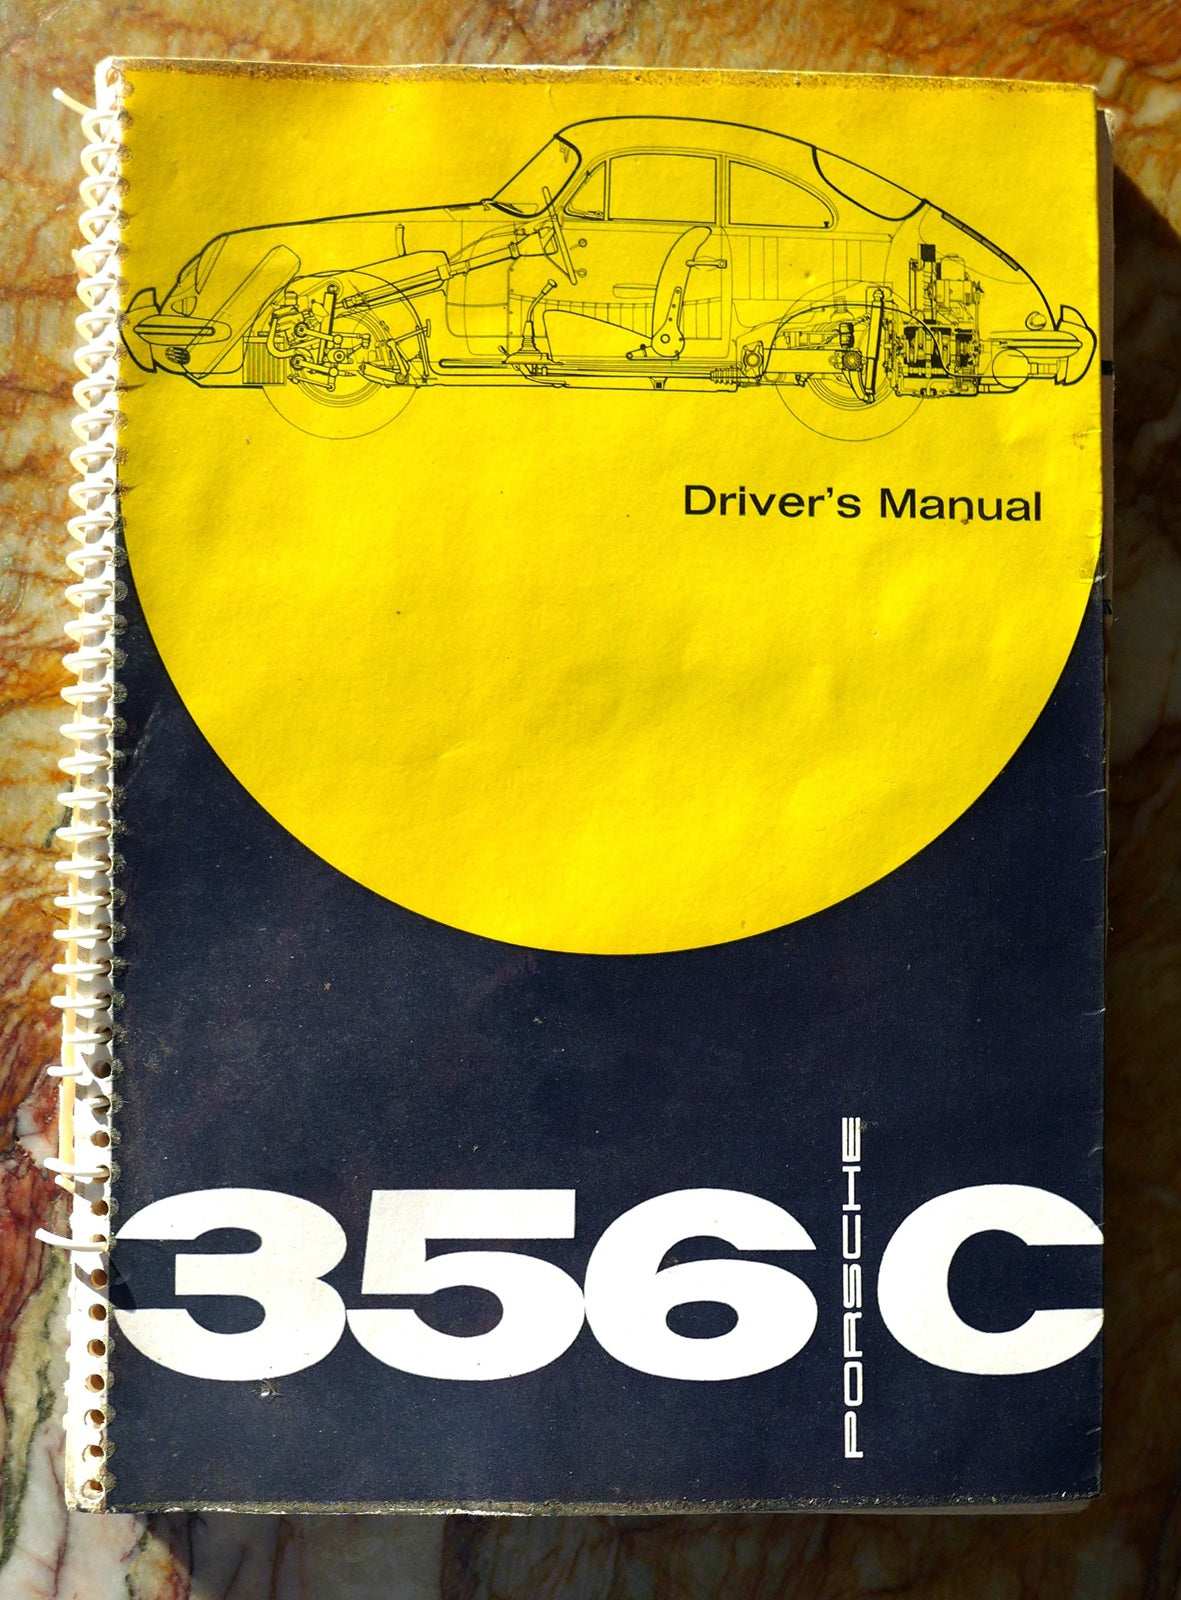 Driver's Manual
356 C
PORSCHE